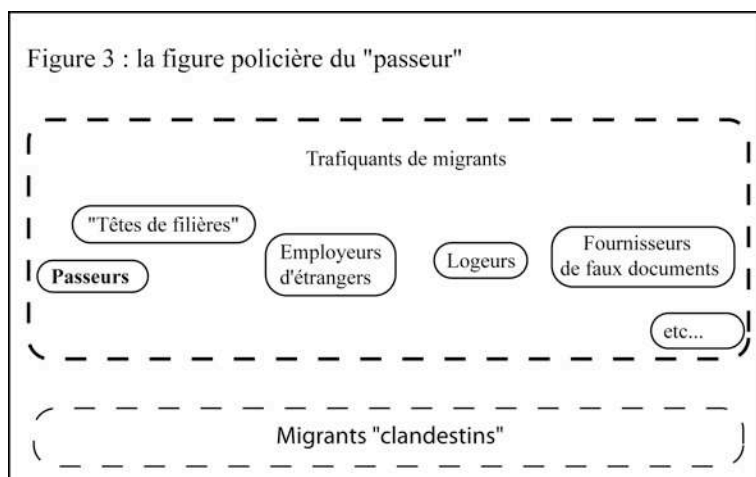 Figure 3 : la figure policière du "passeur"
Trafiquants de migrants
"Têtes de filières"
Employeurs
d'étrangers
Logeurs
Fournisseurs
de faux documents
Passeurs
etc...
Migrants "clandestins"